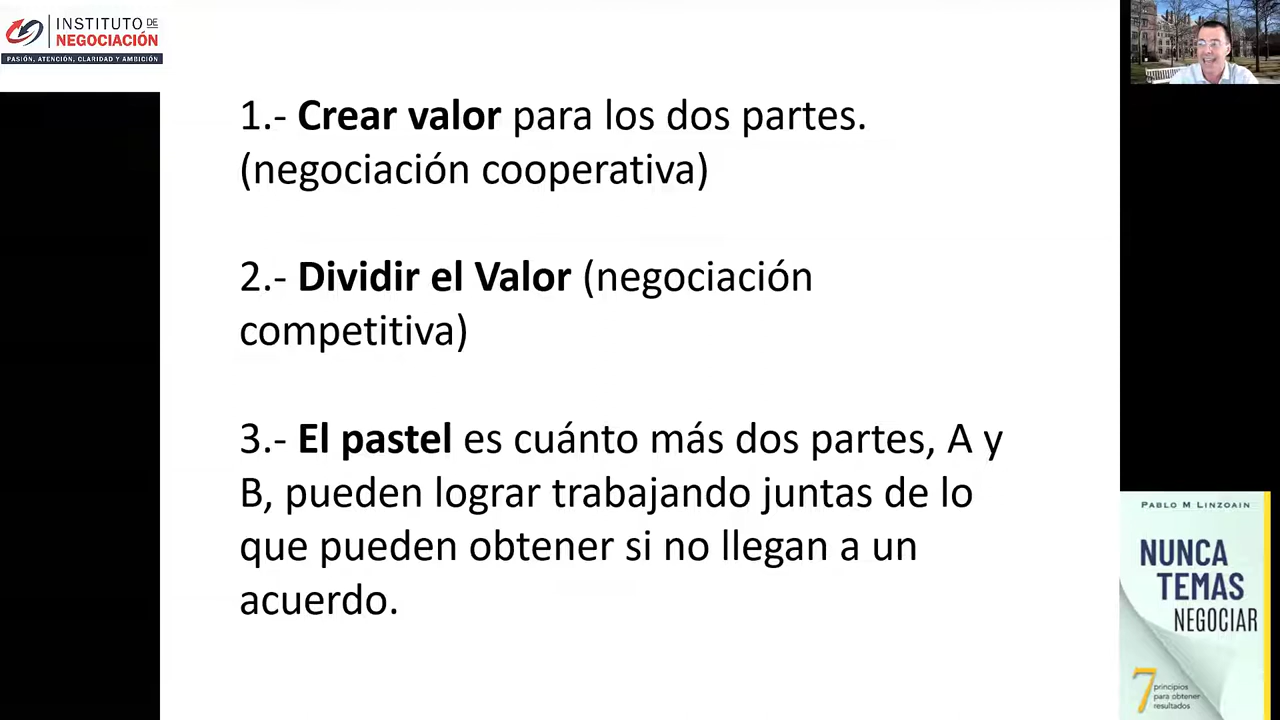 INSTITUTO DE
NEGOCIACIÓN
PASIÓN, ATENCIÓN, CLARIDAD Y AMBICIÓN
1.- Crear valor para los dos partes.
(negociación cooperativa)
2.- Dividir el Valor (negociación
competitiva)
3.- El pastel es cuánto más dos partes, A y
B, pueden lograr trabajando juntas de lo
que pueden obtener si no llegan a un
acuerdo.
PABLO M LINZOAIN
NUNCA
TEMAS
NEGOCIAR
7 principios
para obtener
resultados